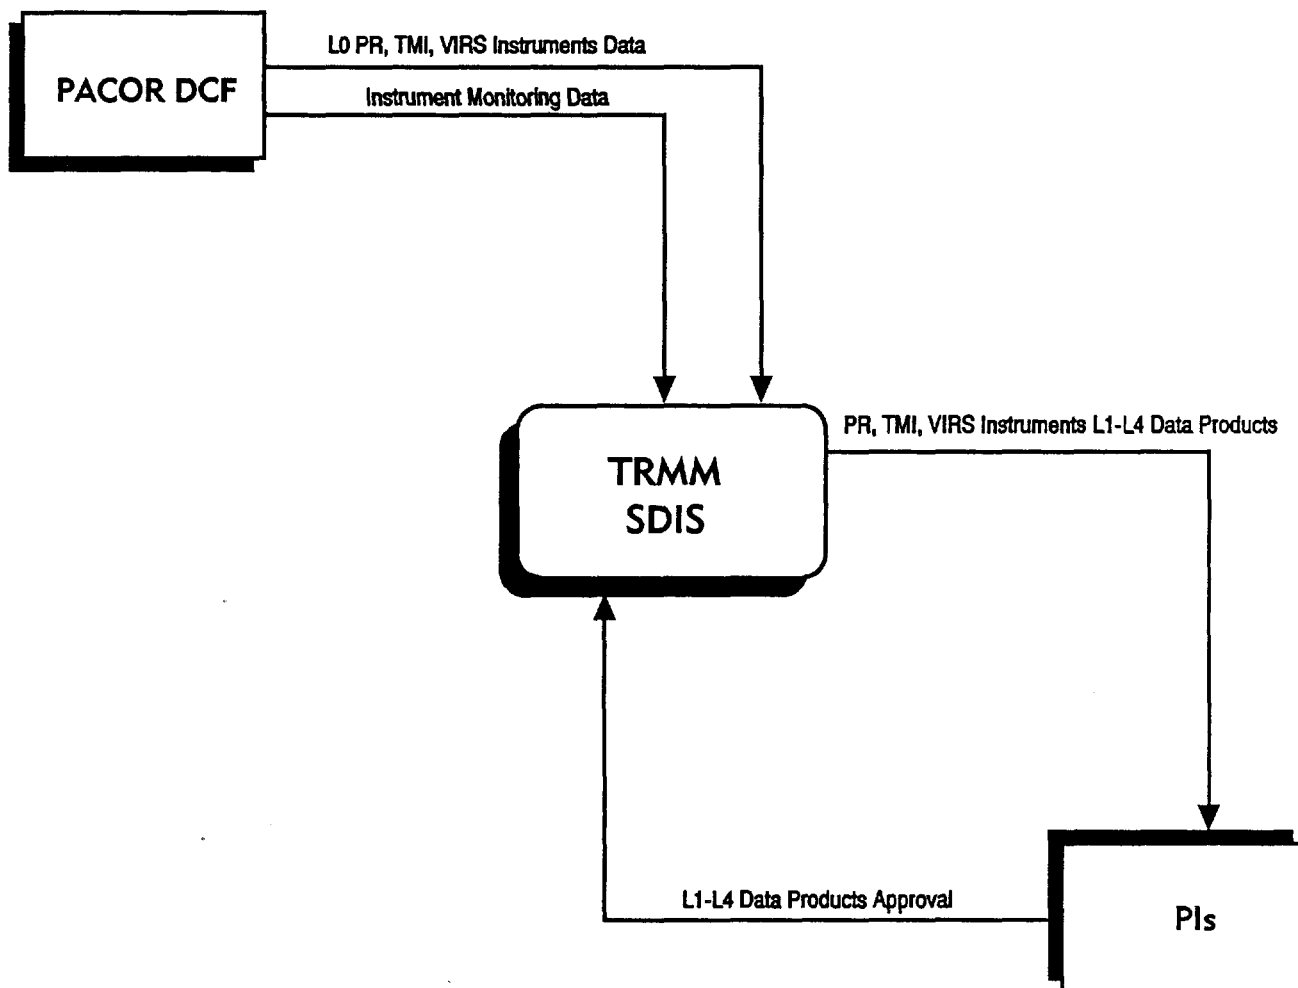 L0 PR, TMI, VIRS Instruments Data
PACOR DCF
Instrument Monitoring Data
PR, TMI, VIRS Instruments L1-L4 Data Products
TRMM
SDIS
L1-L4 Data Products Approval
PIs